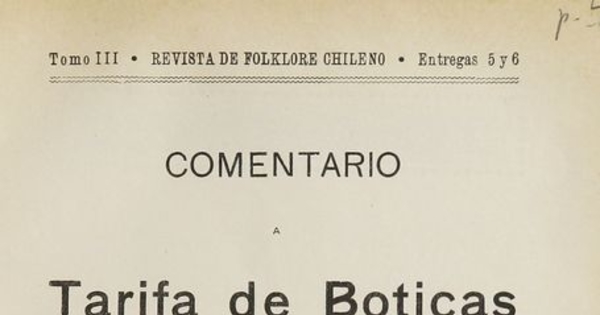 Tomo III • REVISTA DE FOLKLORE CHILENO • Entregas 5 y 6
COMENTARIO
A
Tarifa de Boticas